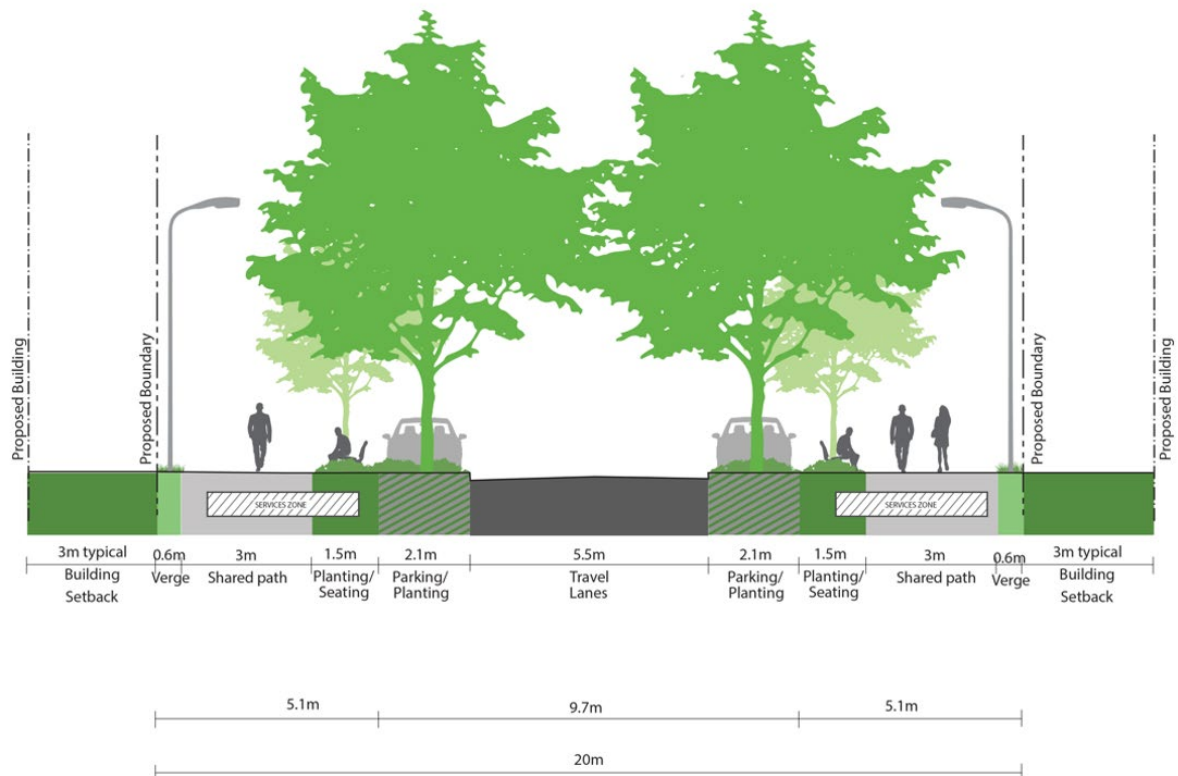 Proposed Building
Proposed Boundary
Proposed Boundary
Proposed Building
SERVICES ZONE
SERVICES ZONE
3m typical
Building
Setback
0.6m
Verge
3m
Shared path
1.5m
Planting/
Seating
2.1m
Parking/
Planting
5.5m
Travel
Lanes
2.1m
Parking/
Planting
1.5m
Planting/
Seating
3m
Shared path
0.6m
Verge
3m typical
Building
Setback
5.1m
9.7m
5.1m
20m